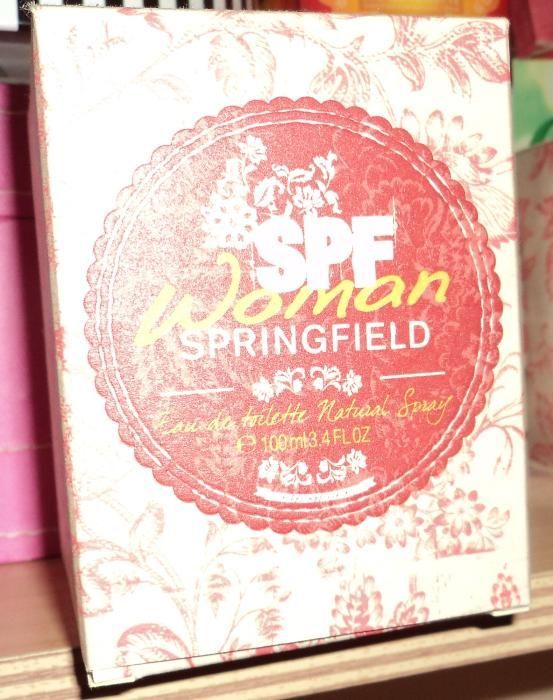 SPF
Woman
SPRINGFIELD
Eau de toilette Natural Spray
℮ 100 ml 3.4 FL OZ